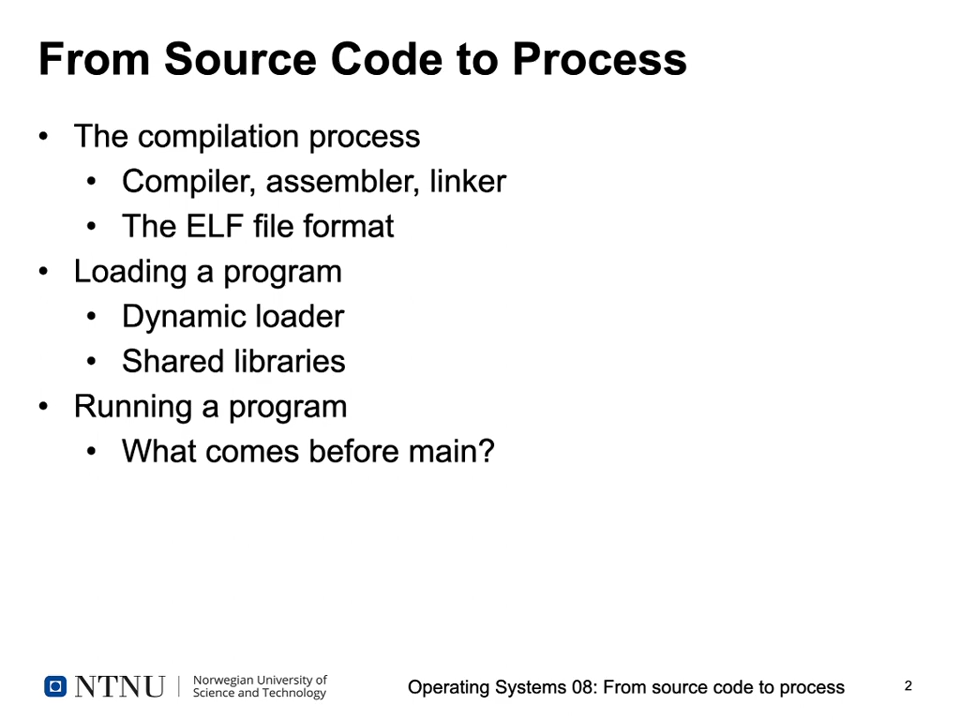 From Source Code to Process
• The compilation process
• Compiler, assembler, linker
• The ELF file format
• Loading a program
• Dynamic loader
• Shared libraries
• Running a program
• What comes before main?
NTNU
Norwegian University of
Science and Technology
Operating Systems 08: From source code to process
2